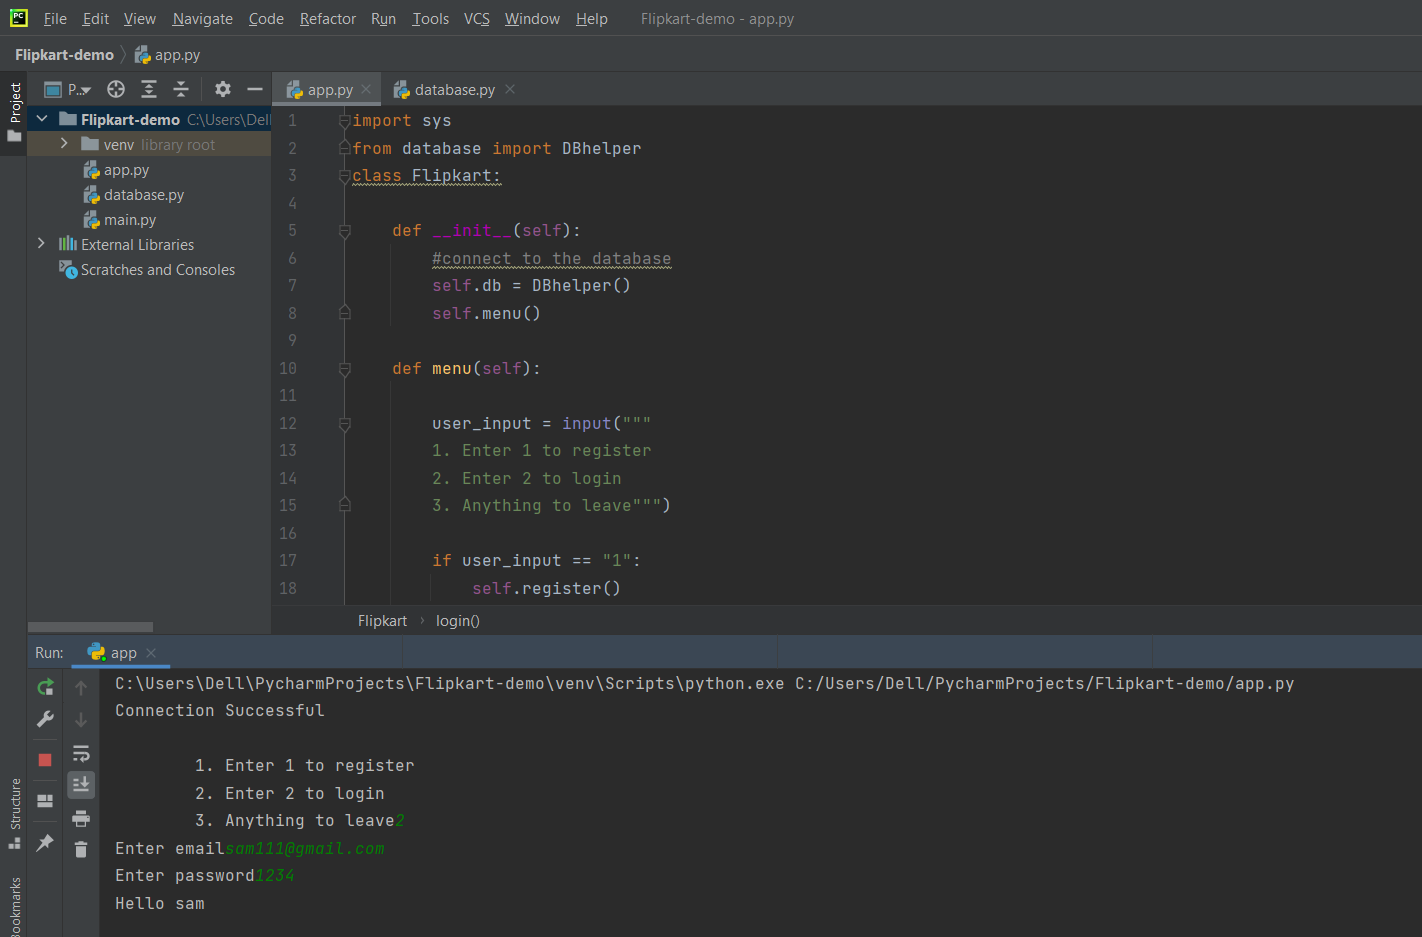 PC File Edit View Navigate Code Refactor Run Tools VCS Window Help Flipkart-demo - app.py
Flipkart-demo app.py
Project
P... app.py database.py
Flipkart-demo C:\Users\Dell
venv library root
app.py
database.py
main.py
External Libraries
Scratches and Consoles
1 import sys
2 from database import DBhelper
3 class Flipkart:
4
5 def __init__(self):
6 #connect to the database
7 self.db = DBhelper()
8 self.menu()
9
10 def menu(self):
11
12 user_input = input("""
13 1. Enter 1 to register
14 2. Enter 2 to login
15 3. Anything to leave""")
16
17 if user_input == "1":
18 self.register()
Flipkart › login()
Run: app
C:\Users\Dell\PycharmProjects\Flipkart-demo\venv\Scripts\python.exe C:/Users/Dell/PycharmProjects/Flipkart-demo/app.py
Connection Successful
1. Enter 1 to register
2. Enter 2 to login
3. Anything to leave2
Enter emailsam111@gmail.com
Enter password1234
Hello sam
Structure
Bookmarks